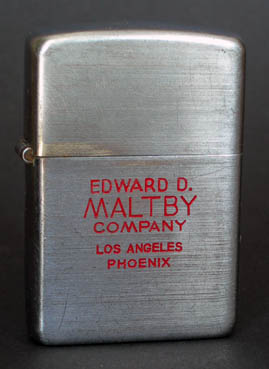 EDWARD D.
MALTBY
COMPANY
LOS ANGELES
PHOENIX